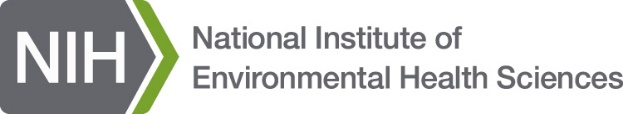 NIH
National Institute of
Environmental Health Sciences